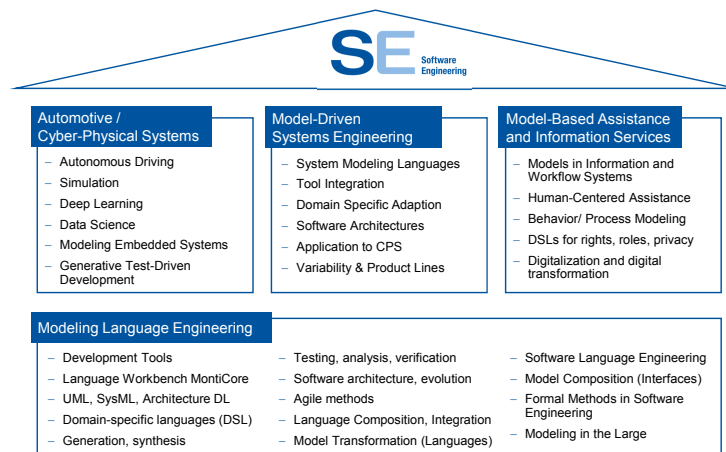 SE Software
Engineering
Automotive /
Cyber-Physical Systems
– Autonomous Driving
– Simulation
– Deep Learning
– Data Science
– Modeling Embedded Systems
– Generative Test-Driven
Development
Model-Driven
Systems Engineering
– System Modeling Languages
– Tool Integration
– Domain Specific Adaption
– Software Architectures
– Application to CPS
– Variability & Product Lines
Model-Based Assistance
and Information Services
– Models in Information and
Workflow Systems
– Human-Centered Assistance
– Behavior/ Process Modeling
– DSLs for rights, roles, privacy
– Digitalization and digital
transformation
Modeling Language Engineering
– Development Tools
– Language Workbench MontiCore
– UML, SysML, Architecture DL
– Domain-specific languages (DSL)
– Generation, synthesis
– Testing, analysis, verification
– Software architecture, evolution
– Agile methods
– Language Composition, Integration
– Model Transformation (Languages)
– Software Language Engineering
– Model Composition (Interfaces)
– Formal Methods in Software
Engineering
– Modeling in the Large